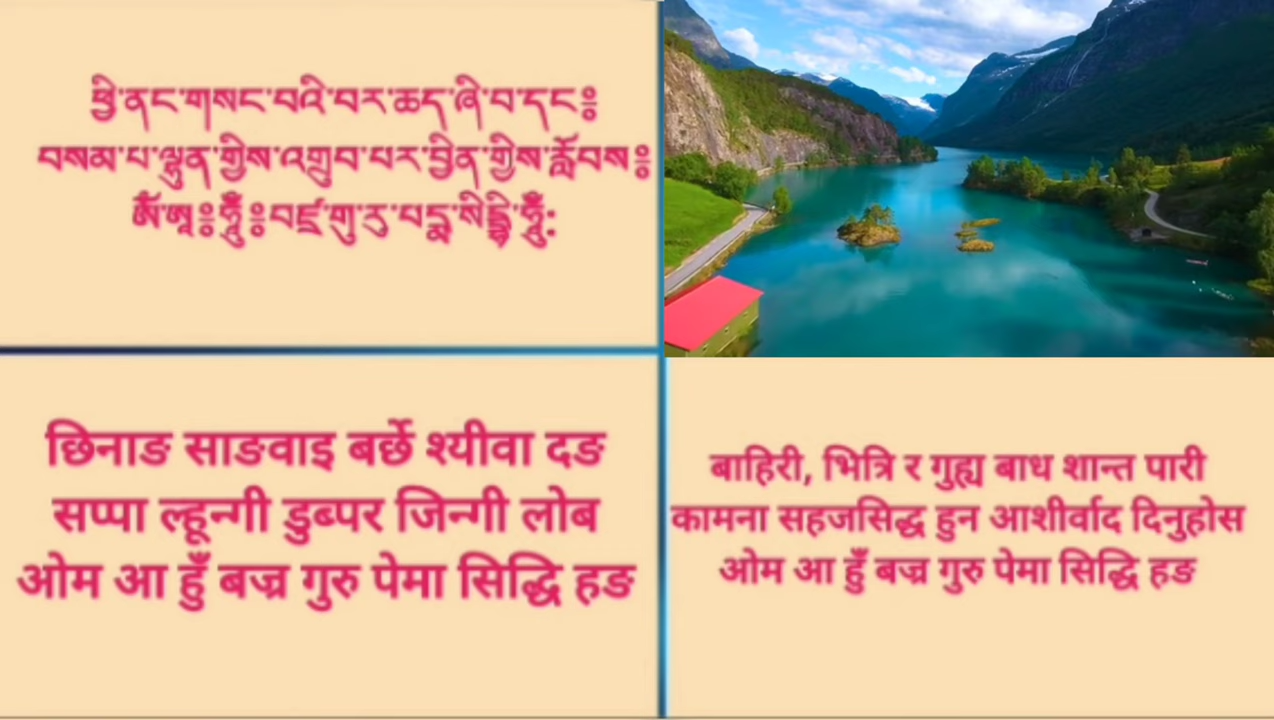 ཕྱི་ནང་གསང་བའི་བར་ཆད་ཞི་བ་དང༔
བསམ་པ་ལྷུན་གྱིས་འགྲུབ་པར་བྱིན་གྱིས་རློབས༔
ཨོཾ་ཨཱ༔ཧཱུྃ༔བཛྲ་གུ་རུ་པདྨ་སིདྡྷི་ཧཱུྃ:
छिनाङ साङवाइ बर्छे श्यीवा दङ
सप्पा ल्हून्गी डुब्पर जिन्गी लोब
ओम आ हुँ बज्र गुरु पेमा सिद्धि हङ
बाहिरी, भित्रि र गुह्य बाध शान्त पारी
कामना सहजसिद्ध हुन आशीर्वाद दिनुहोस
ओम आ हुँ बज्र गुरु पेमा सिद्धि हङ